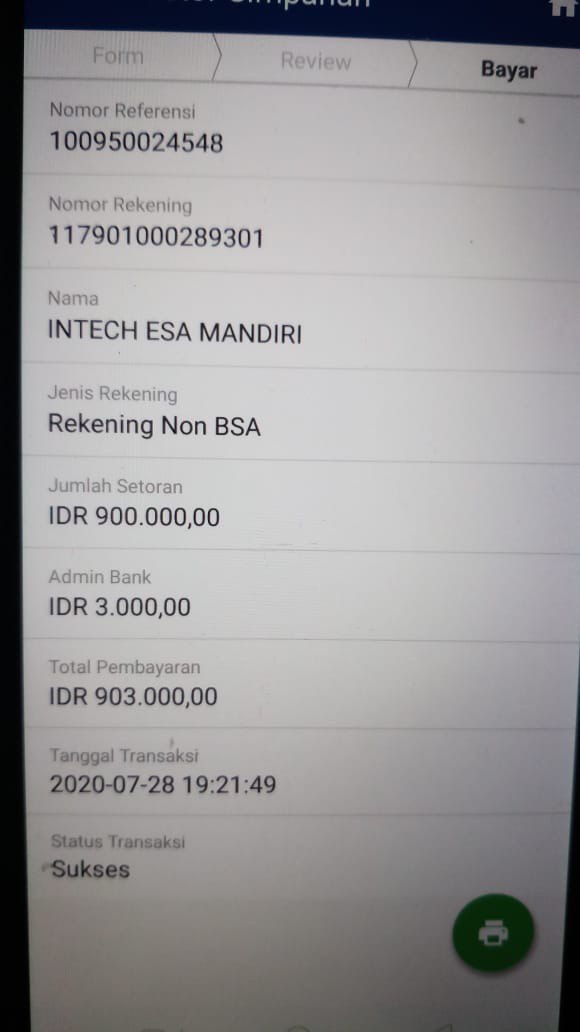 Form
Review
Bayar
Nomor Referensi
100950024548
Nomor Rekening
117901000289301
Nama
INTECH ESA MANDIRI
Jenis Rekening
Rekening Non BSA
Jumlah Setoran
IDR 900.000,00
Admin Bank
IDR 3.000,00
Total Pembayaran
IDR 903.000,00
Tanggal Transaksi
2020-07-28 19:21:49
Status Transaksi
Sukses